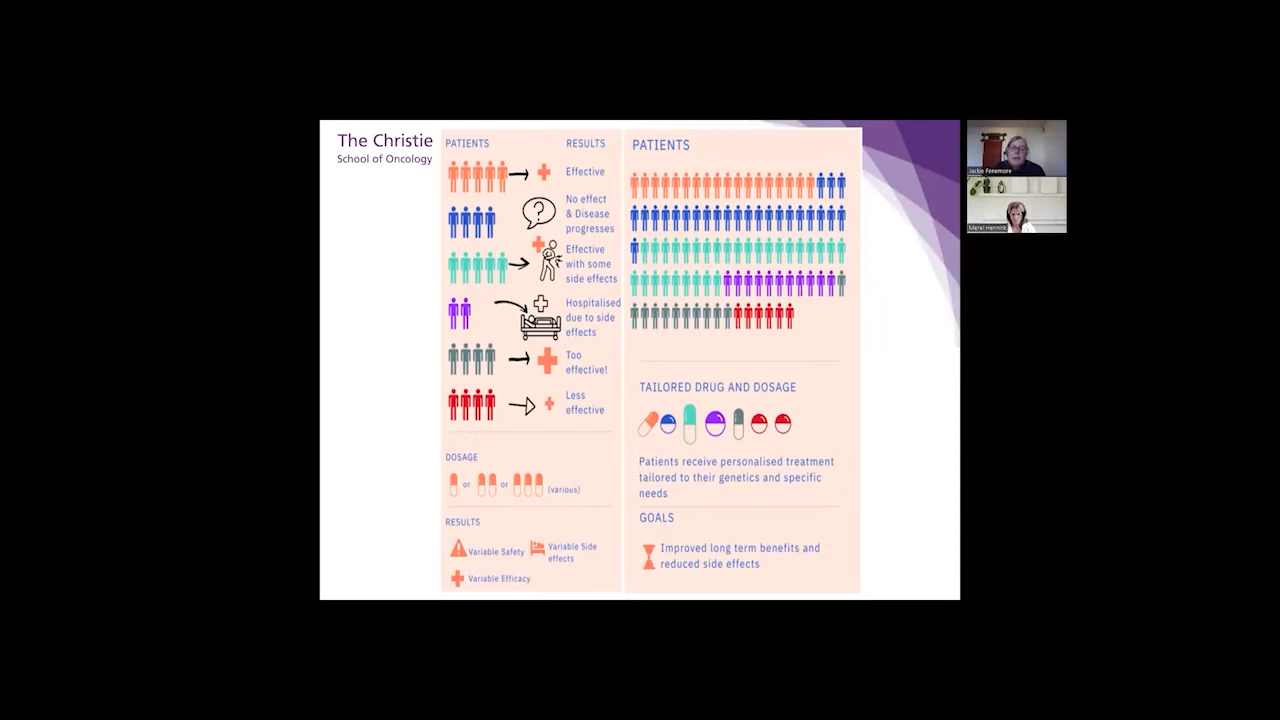 The Christie
School of Oncology
PATIENTS
RESULTS
Effective
No effect
& Disease
progresses
Effective
with some
side effects
Hospitalised
due to side
effects
Too
effective!
Less
effective
DOSAGE
or
or
(various)
RESULTS
Variable Safety
Variable Side
effects
Variable Efficacy
PATIENTS
TAILORED DRUG AND DOSAGE
Patients receive personalised treatment
tailored to their genetics and specific
needs
GOALS
Improved long term benefits and
reduced side effects
Jackie Fenemore
Merel Hennink